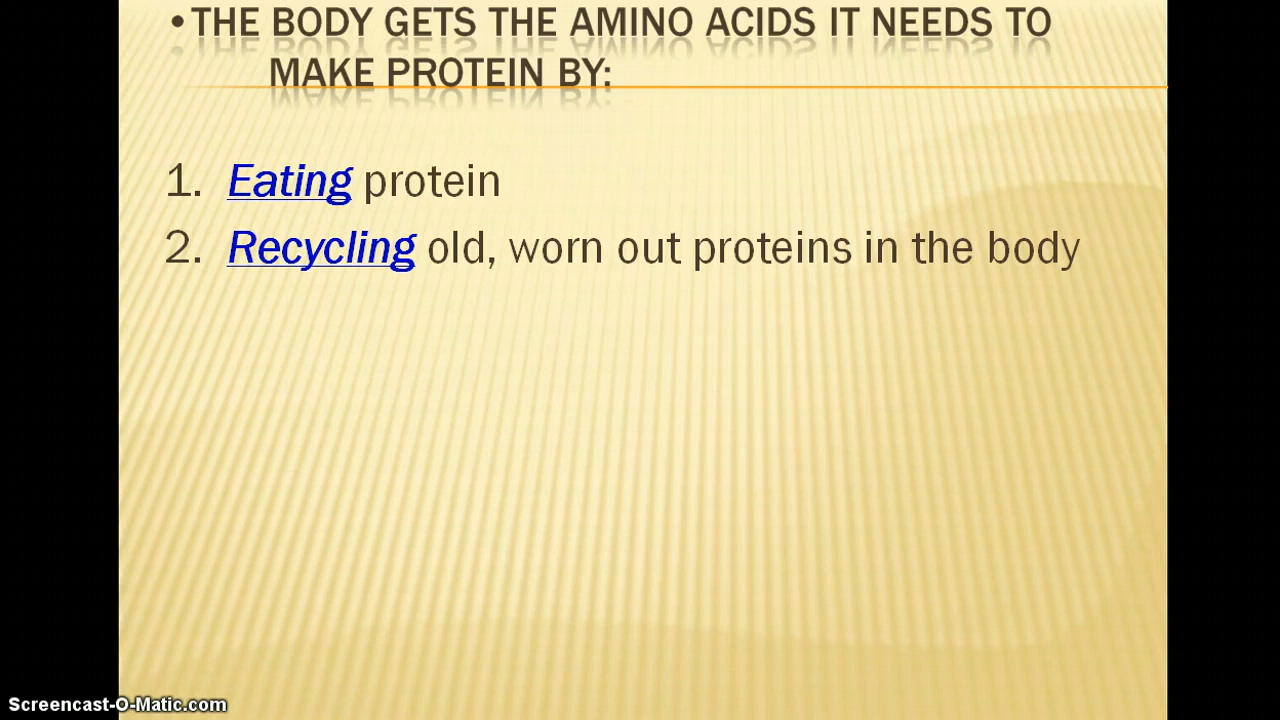 •THE BODY GETS THE AMINO ACIDS IT NEEDS TO
MAKE PROTEIN BY:
1. Eating protein
2. Recycling old, worn out proteins in the body
Screencast-O-Matic.com